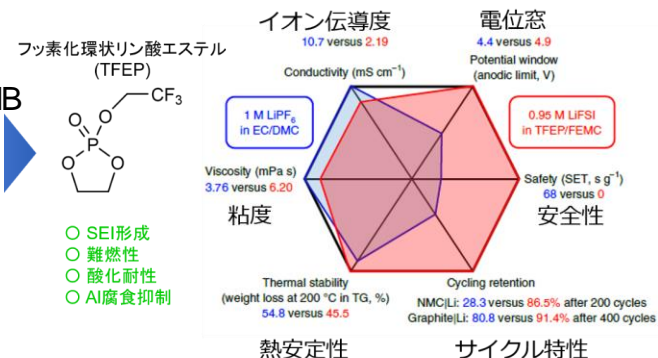 イオン伝導度
10.7 versus 2.19
Conductivity (mS cm⁻¹)
電位窓
4.4 versus 4.9
Potential window
(anodic limit, V)
フッ素化環状リン酸エステル
(TFEP)
O
CF₃
O
P
O
O
1 M LiPF₆
in EC/DMC
0.95 M LiFSI
in TFEP/FEMC
Viscosity (mPa s)
3.76 versus 6.20
粘度
Safety (SET, s g⁻¹)
68 versus 0
安全性
○ SEI形成
○ 難燃性
○ 酸化耐性
○ Al腐食抑制
Thermal stability
(weight loss at 200 °C in TG, %)
54.8 versus 45.5
熱安定性
Cycling retention
NMC|Li: 28.3 versus 86.5% after 200 cycles
Graphite|Li: 80.8 versus 91.4% after 400 cycles
サイクル特性